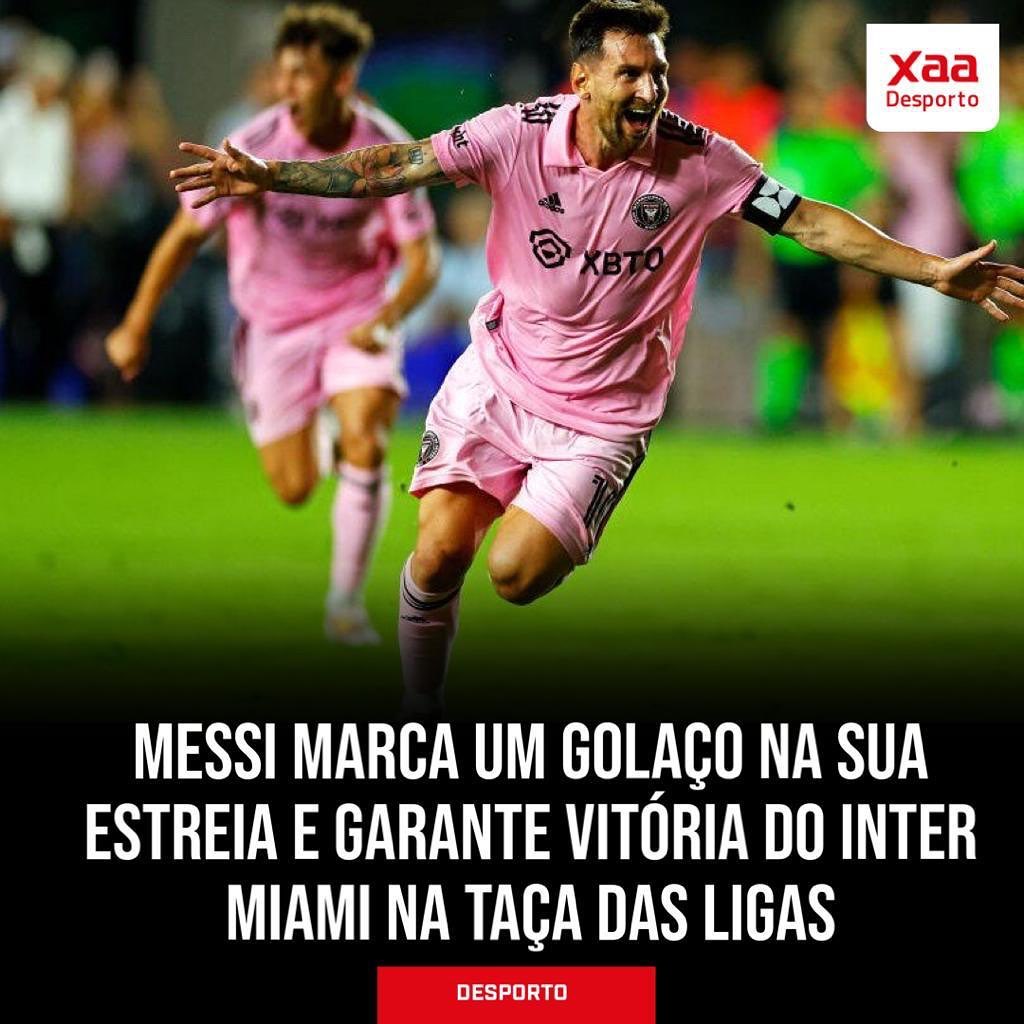 xaa
Desporto
XBTO
10
MESSI MARCA UM GOLAÇO NA SUA
ESTREIA E GARANTE VITÓRIA DO INTER
MIAMI NA TAÇA DAS LIGAS
DESPORTO